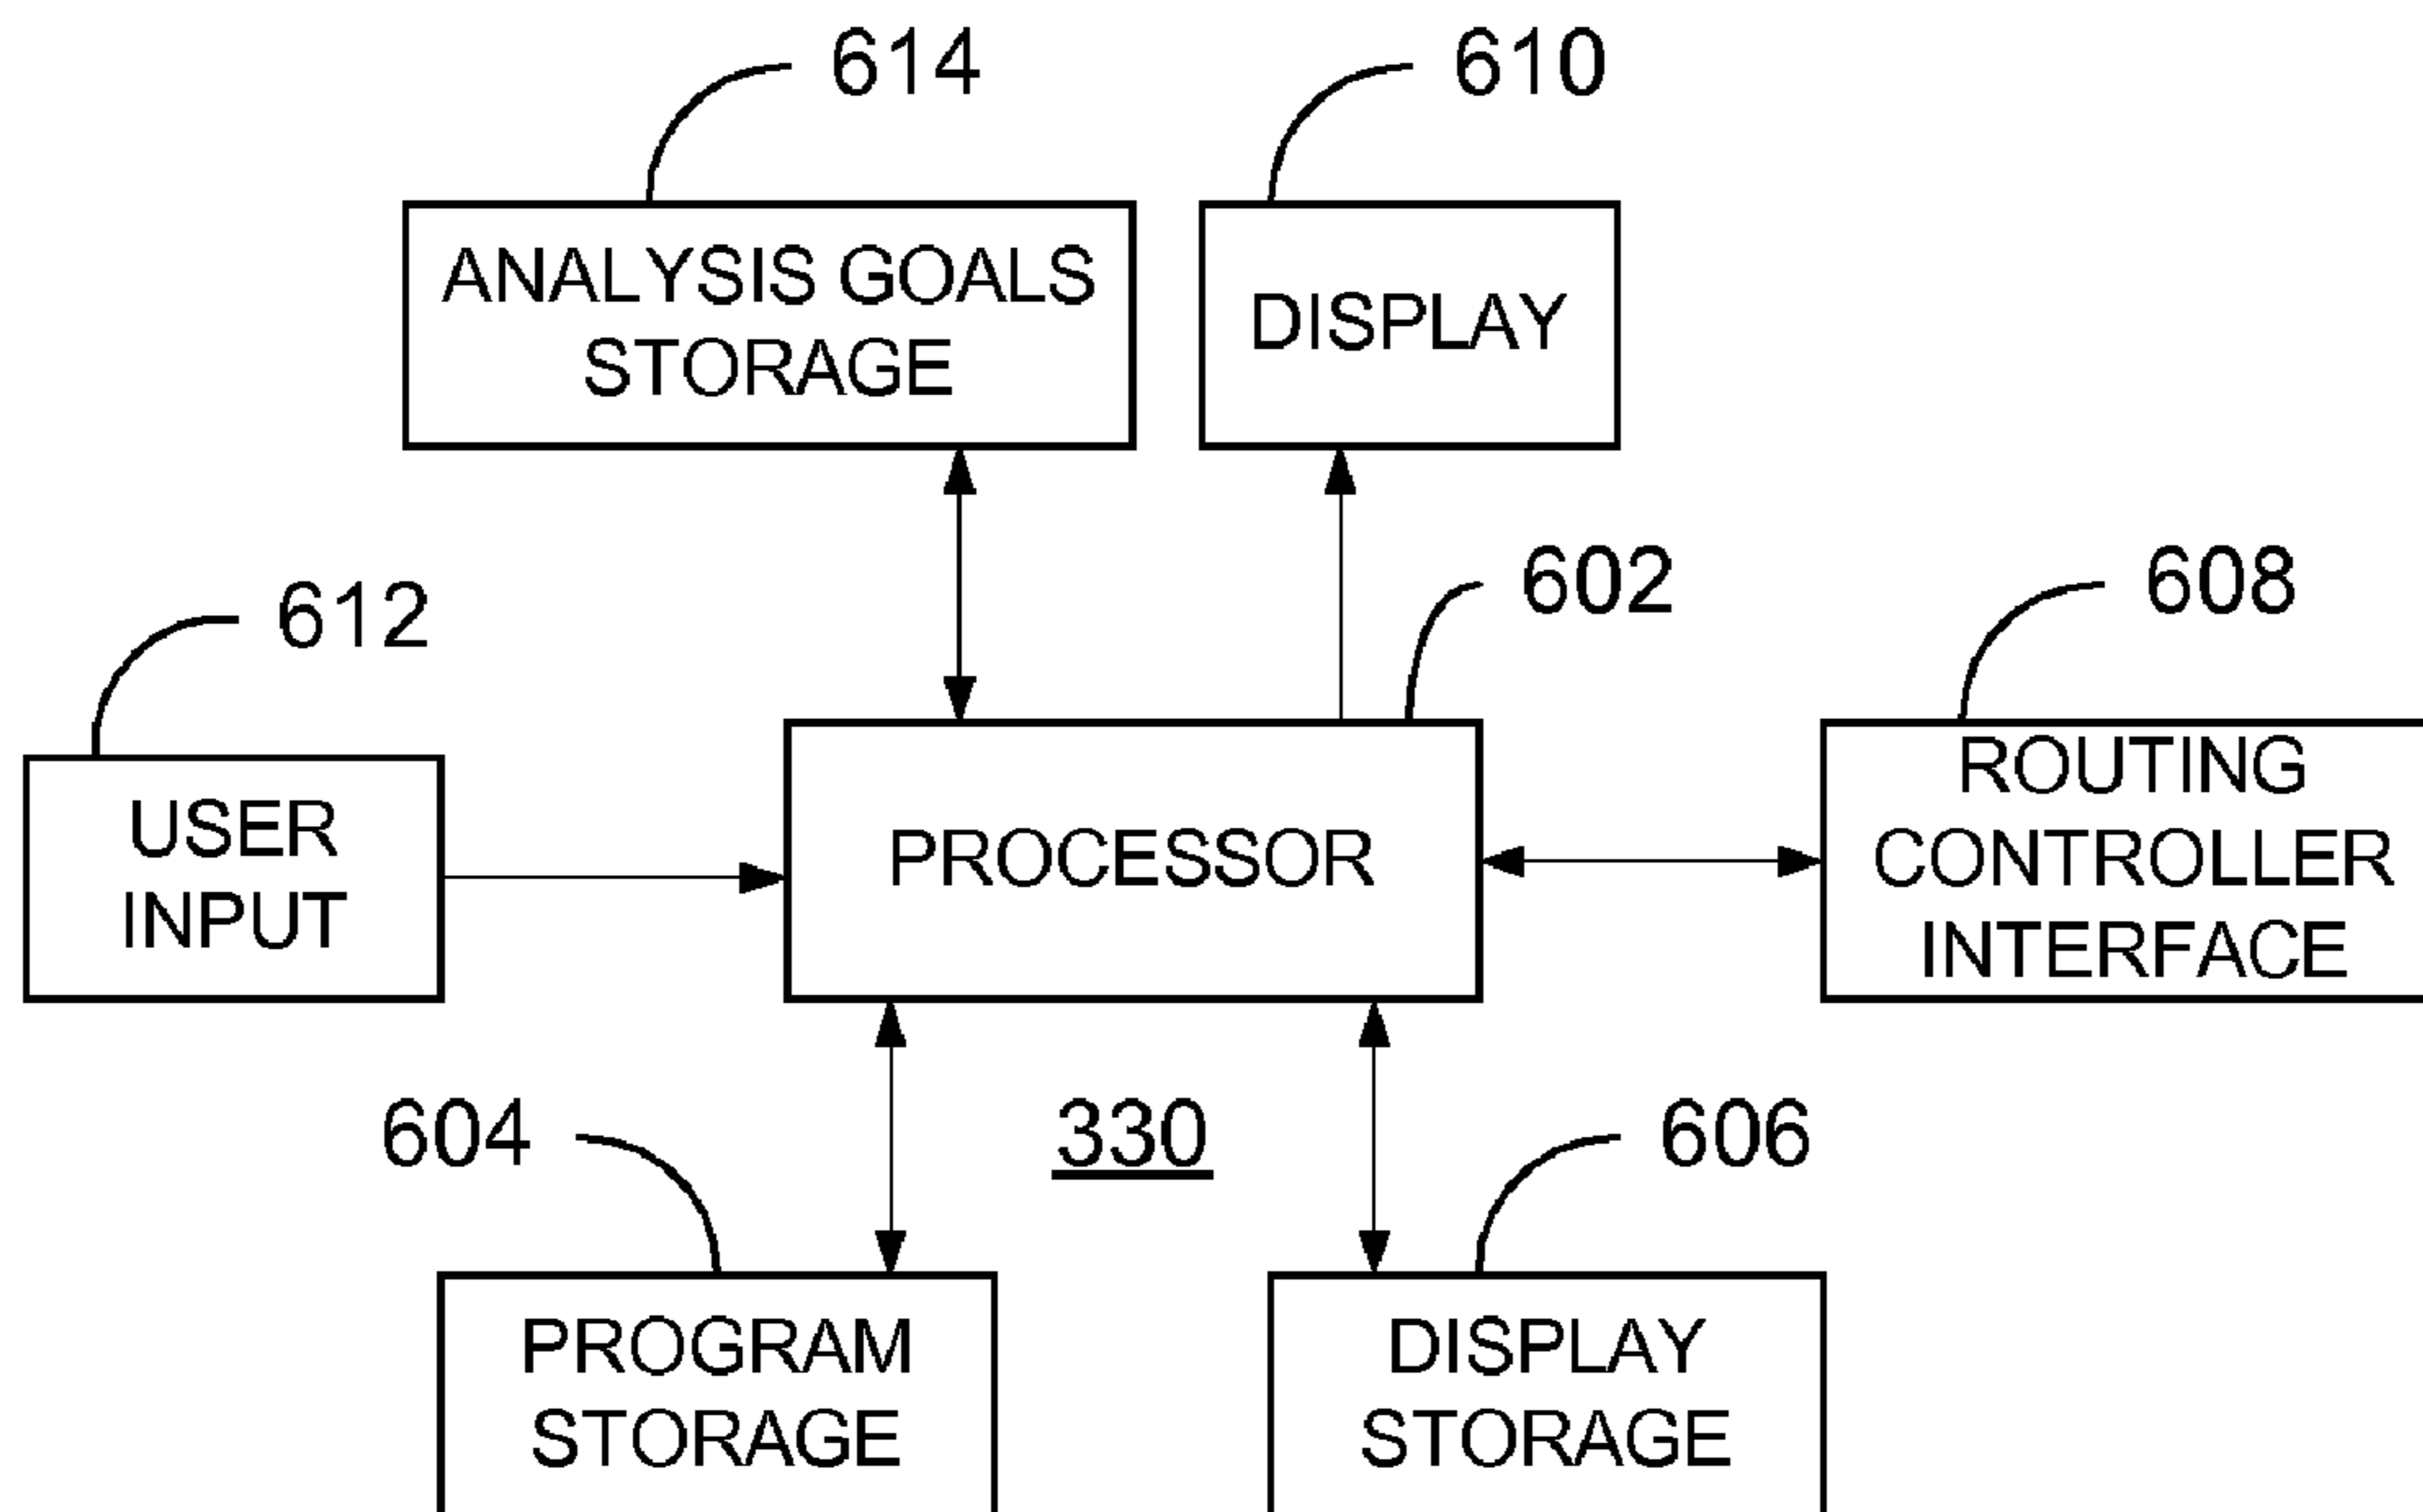 614
610
ANALYSIS GOALS
STORAGE
DISPLAY
612
602
608
USER
INPUT
PROCESSOR
ROUTING
CONTROLLER
INTERFACE
604
330
606
PROGRAM
STORAGE
DISPLAY
STORAGE